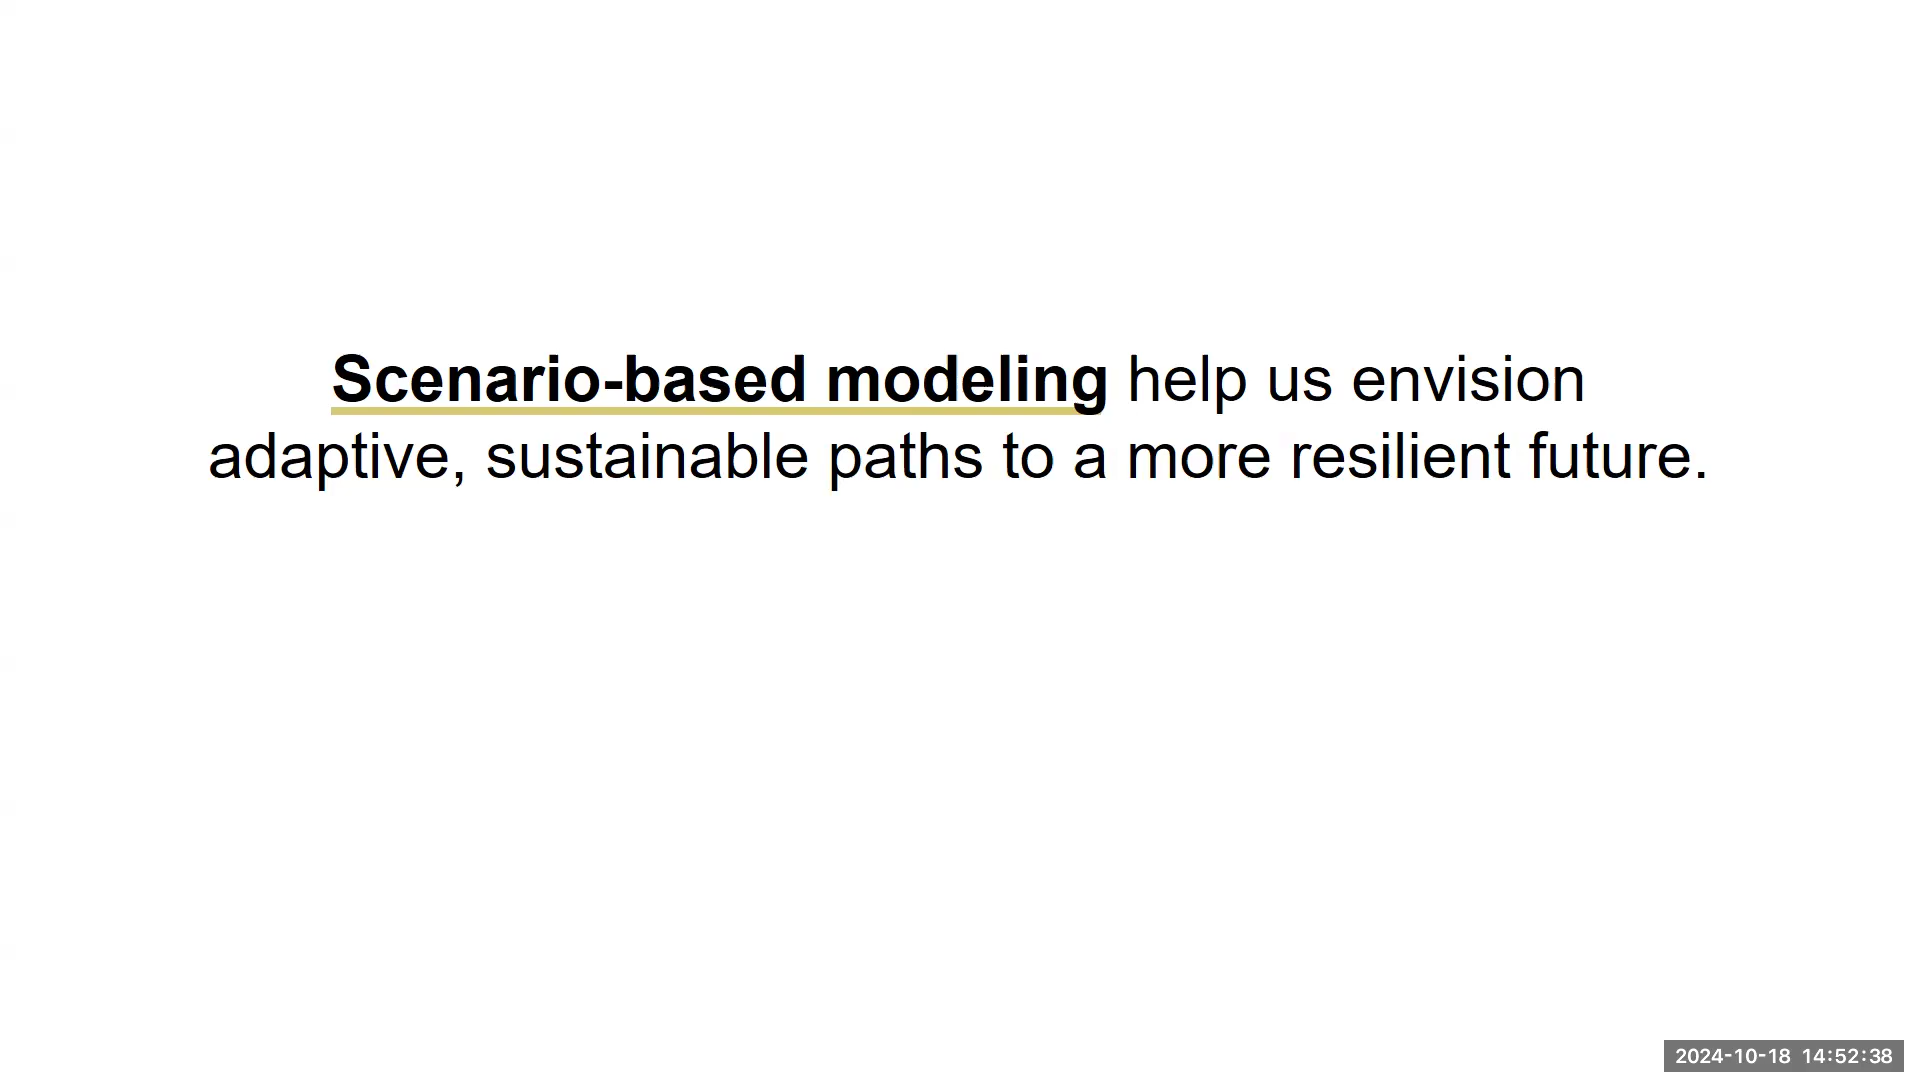 Scenario-based modeling help us envision
adaptive, sustainable paths to a more resilient future.
2024-10-18 14:52:38